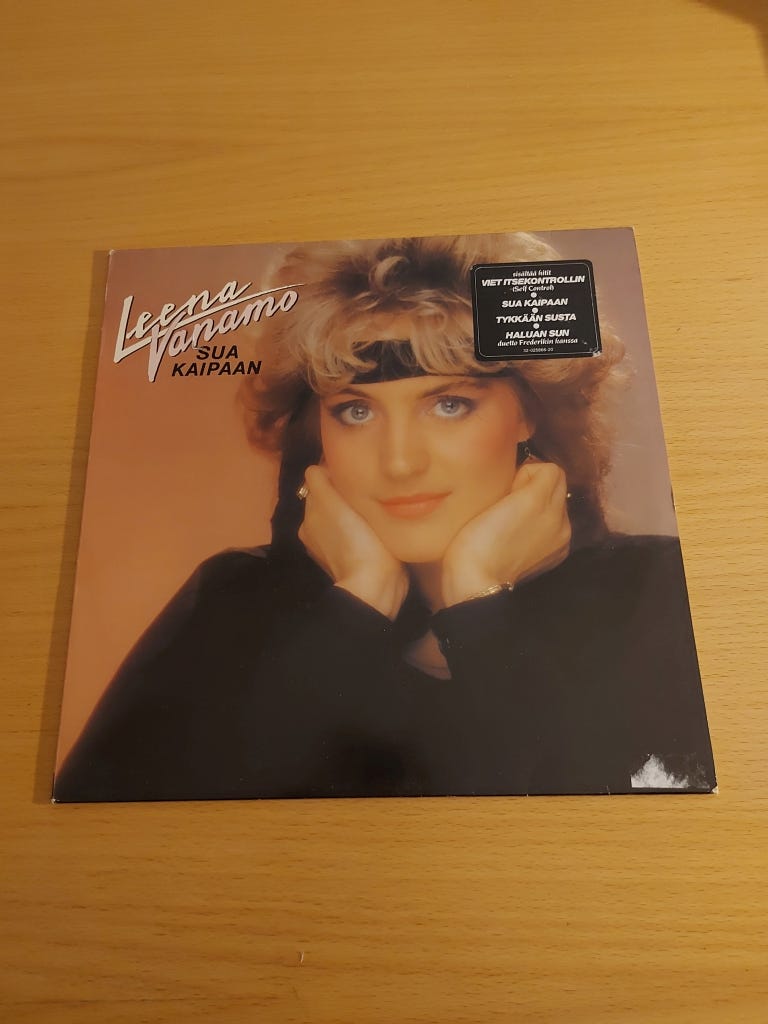 Leena
Vanamo
SUA
KAIPAAN
sisältää hitit
VIET ITSEKONTROLLIN
(Self Control)
SUA KAIPAAN
TYKKÄÄN SUSTA
HALUAN SUN
duetto Frederikin kanssa